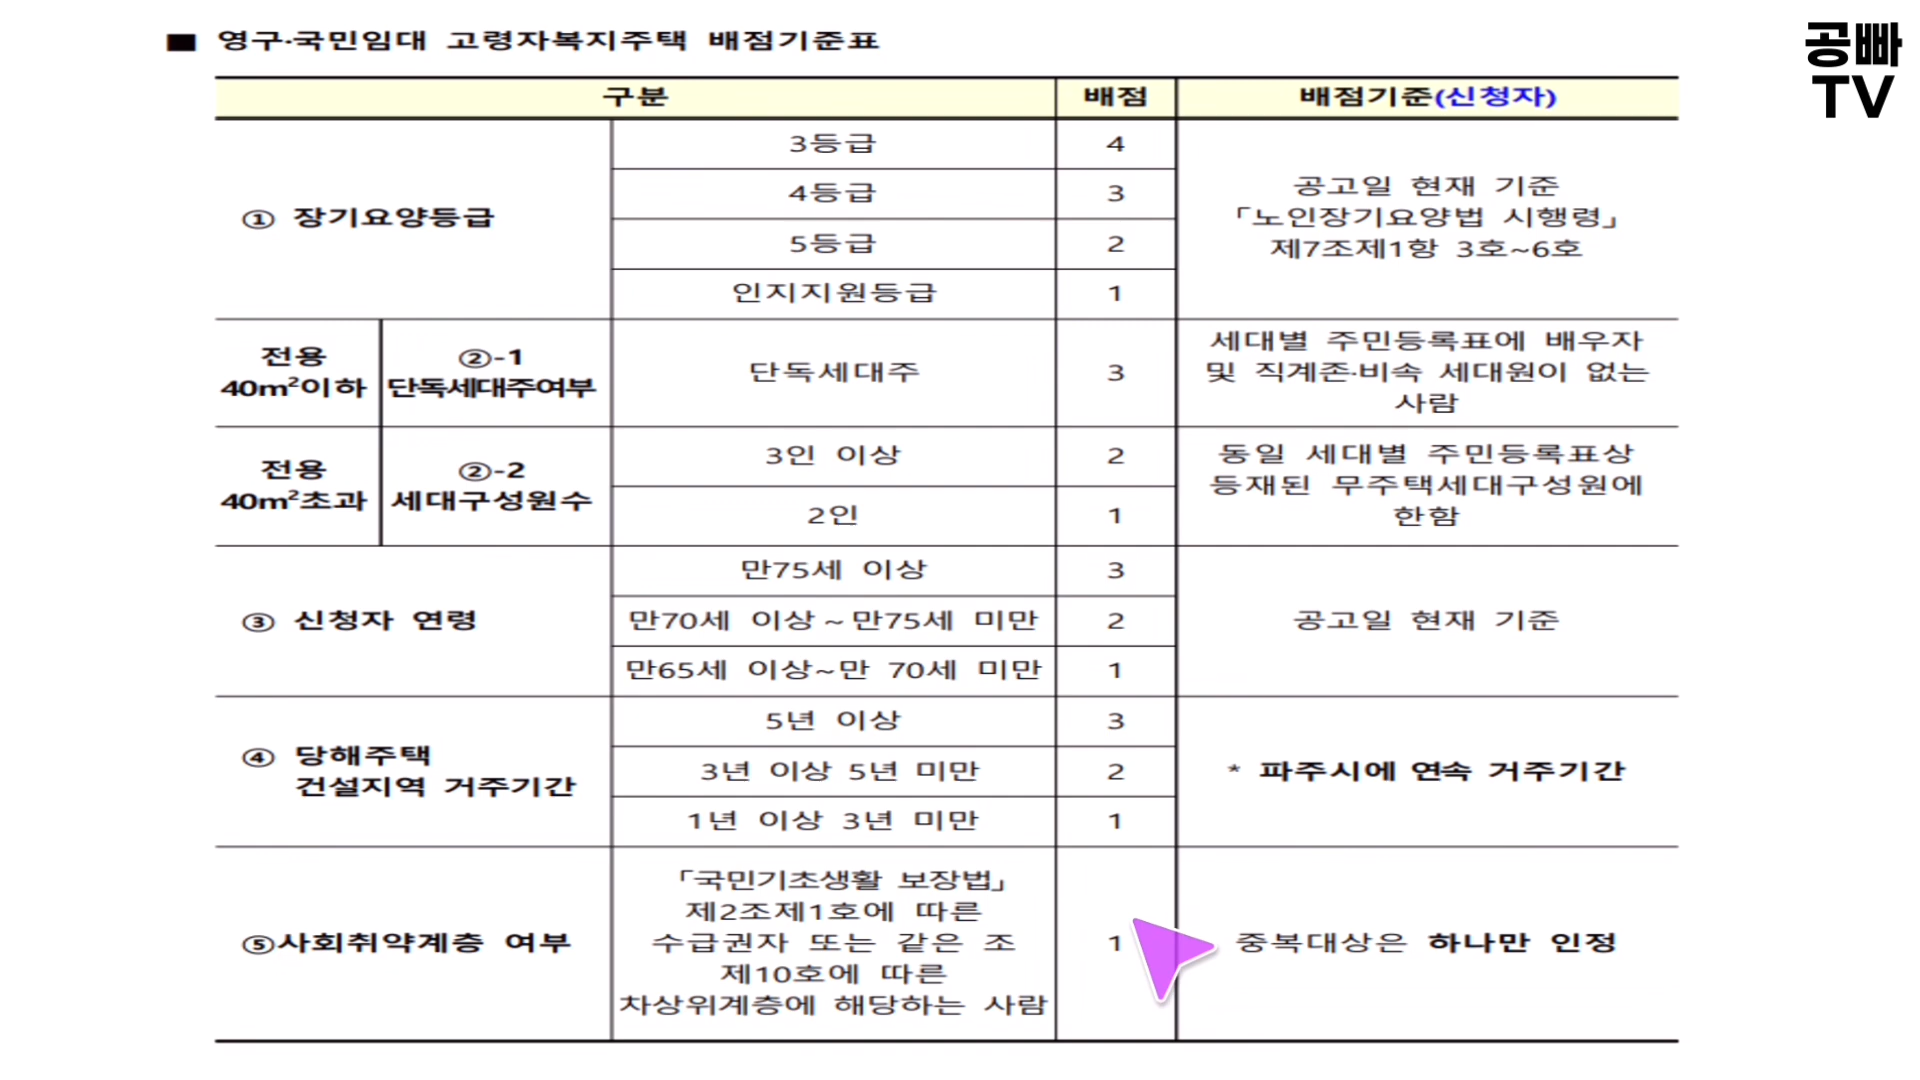 ■ 영구·국민임대 고령자복지주택 배점기준표
공빠
TV
구분 배점 배점기준(신청자)
① 장기요양등급
3등급 4
4등급 3
5등급 2
인지지원등급 1
공고일 현재 기준
「노인장기요양법 시행령」
제7조제1항 3호~6호
전용
40m²이하
②-1
단독세대주여부
단독세대주 3
세대별 주민등록표에 배우자
및 직계존·비속 세대원이 없는
사람
전용
40m²초과
②-2
세대구성원수
3인 이상 2
2인 1
동일 세대별 주민등록표상
등재된 무주택세대구성원에
한함
③ 신청자 연령
만75세 이상 3
만70세 이상 ~ 만75세 미만 2
만65세 이상~만 70세 미만 1
공고일 현재 기준
④ 당해주택
건설지역 거주기간
5년 이상 3
3년 이상 5년 미만 2
1년 이상 3년 미만 1
* 파주시에 연속 거주기간
⑤사회취약계층 여부
「국민기초생활 보장법」
제2조제1호에 따른
수급권자 또는 같은 조
제10호에 따른
차상위계층에 해당하는 사람
1
중복대상은 하나만 인정